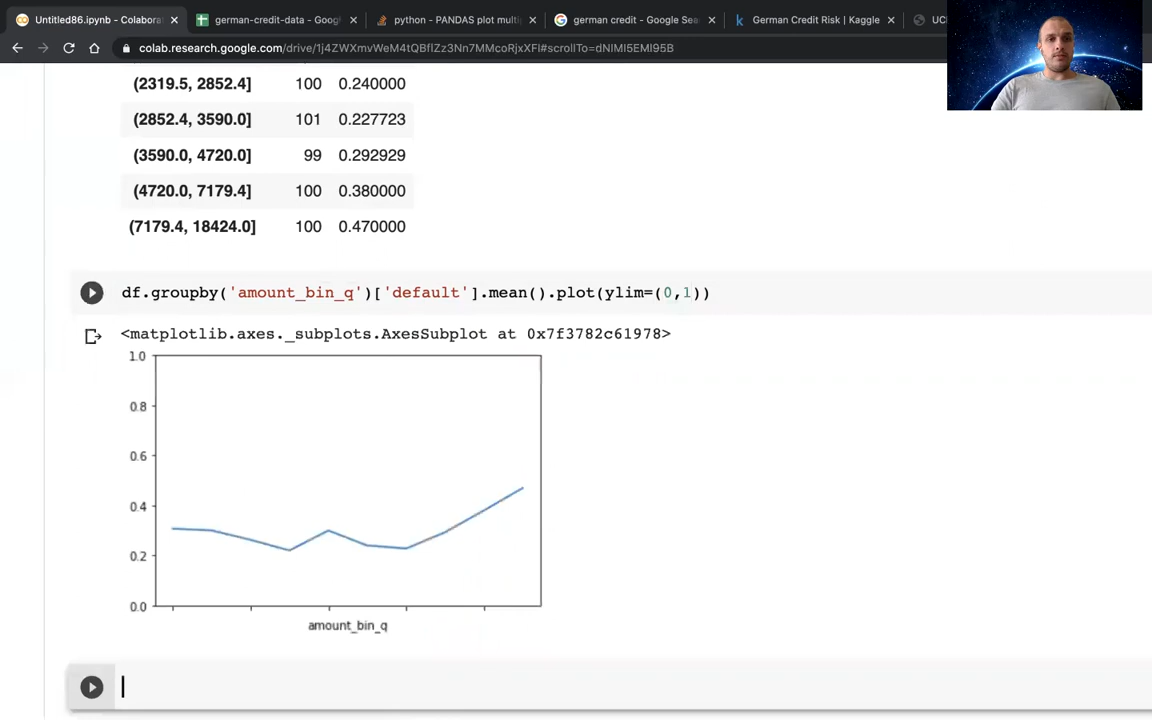 Untitled86.ipynb - Colabora
german-credit-data - Goog
python - PANDAS plot multi
german credit - Google Sea
German Credit Risk | Kaggle
UCI
colab.research.google.com/drive/1j4ZWXmvWeM4tQBflZz3Nn7MMcoRjxXFl#scrollTo=dNIMI5EMI95B
(2319.5, 2852.4] 100 0.240000
(2852.4, 3590.0] 101 0.227723
(3590.0, 4720.0] 99 0.292929
(4720.0, 7179.4] 100 0.380000
(7179.4, 18424.0] 100 0.470000
df.groupby('amount_bin_q')['default'].mean().plot(ylim=(0,1))
<matplotlib.axes._subplots.AxesSubplot at 0x7f3782c61978>
1.0
0.8
0.6
0.4
0.2
0.0
amount_bin_q